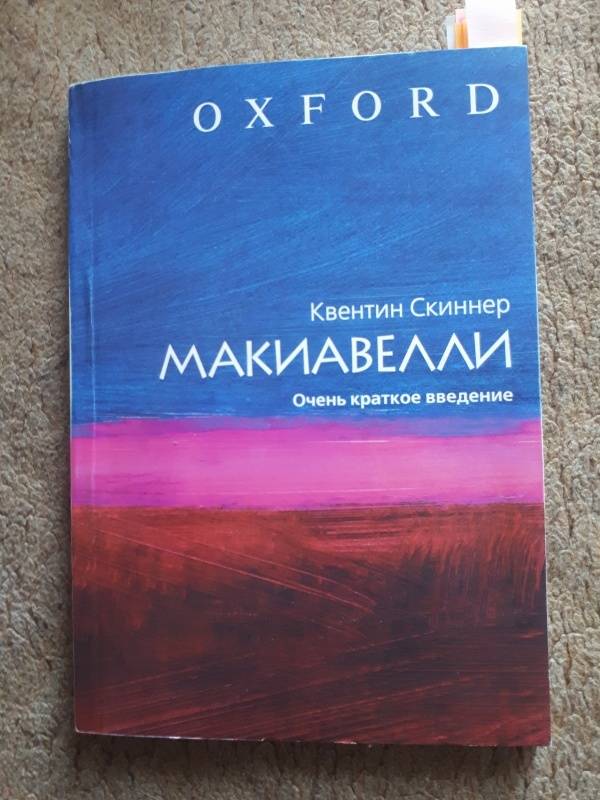 OXFORD
Квентин Скиннер
МАКИАВЕЛЛИ
Очень краткое введение